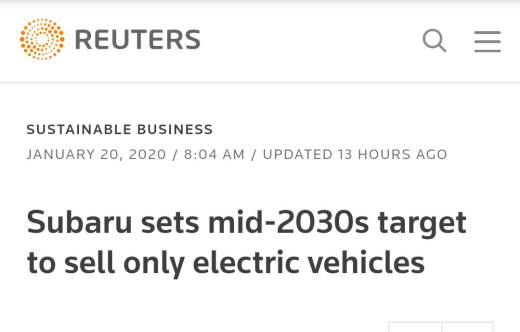 REUTERS
SUSTAINABLE BUSINESS
JANUARY 20, 2020 / 8:04 AM / UPDATED 13 HOURS AGO
Subaru sets mid-2030s target
to sell only electric vehicles